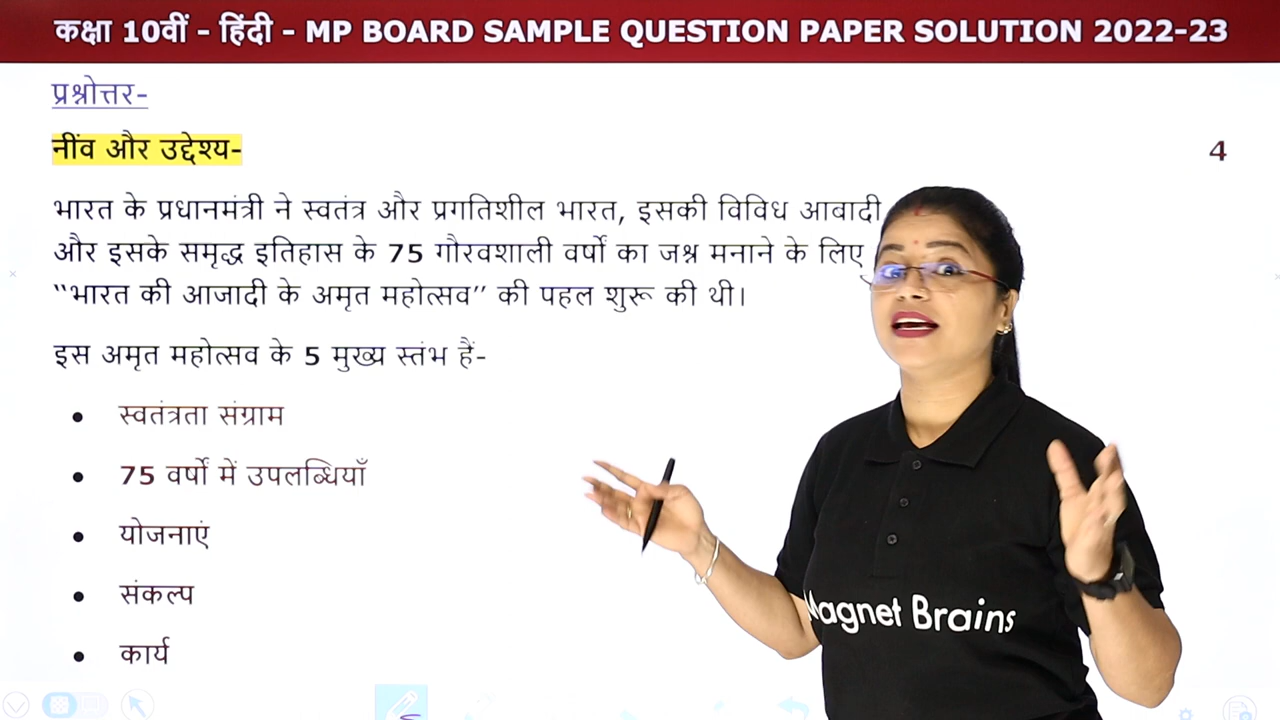 कक्षा 10वीं - हिंदी - MP BOARD SAMPLE QUESTION PAPER SOLUTION 2022-23
प्रश्नोत्तर-
नींव और उद्देश्य-
4
भारत के प्रधानमंत्री ने स्वतंत्र और प्रगतिशील भारत, इसकी विविध आबादी
और इसके समृद्ध इतिहास के 75 गौरवशाली वर्षों का जश्न मनाने के लिए
“भारत की आजादी के अमृत महोत्सव” की पहल शुरू की थी।
इस अमृत महोत्सव के 5 मुख्य स्तंभ हैं-
• स्वतंत्रता संग्राम
• 75 वर्षों में उपलब्धियाँ
• योजनाएं
• संकल्प
• कार्य
Magnet Brains